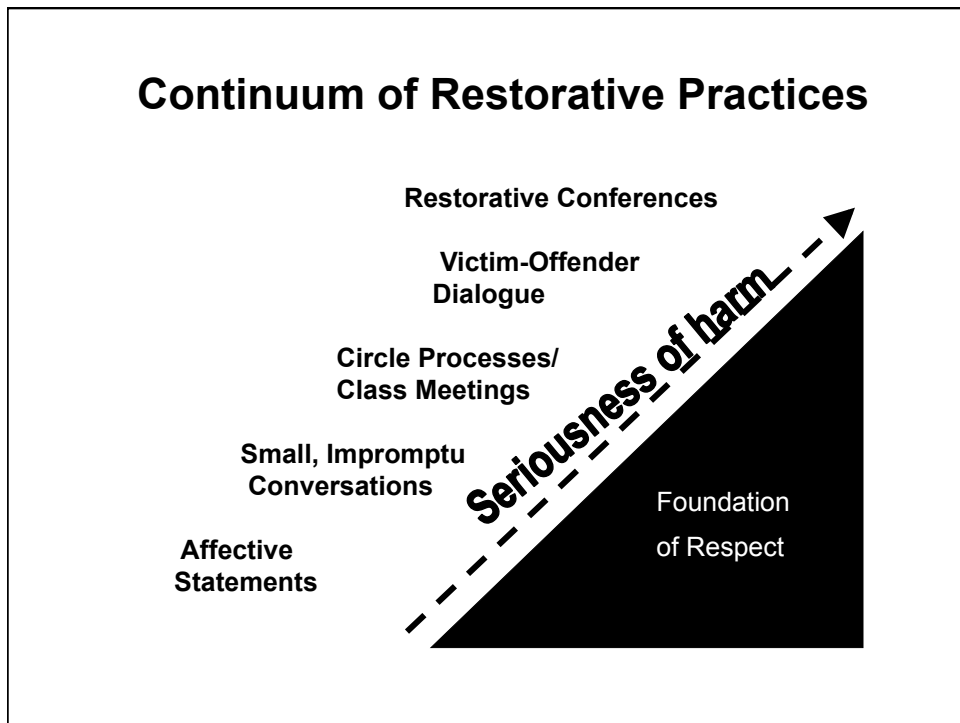 Continuum of Restorative Practices
Restorative Conferences
Victim-Offender
Dialogue
Circle Processes/
Class Meetings
Small, Impromptu
Conversations
Affective
Statements
Seriousness of harm
Foundation
of Respect